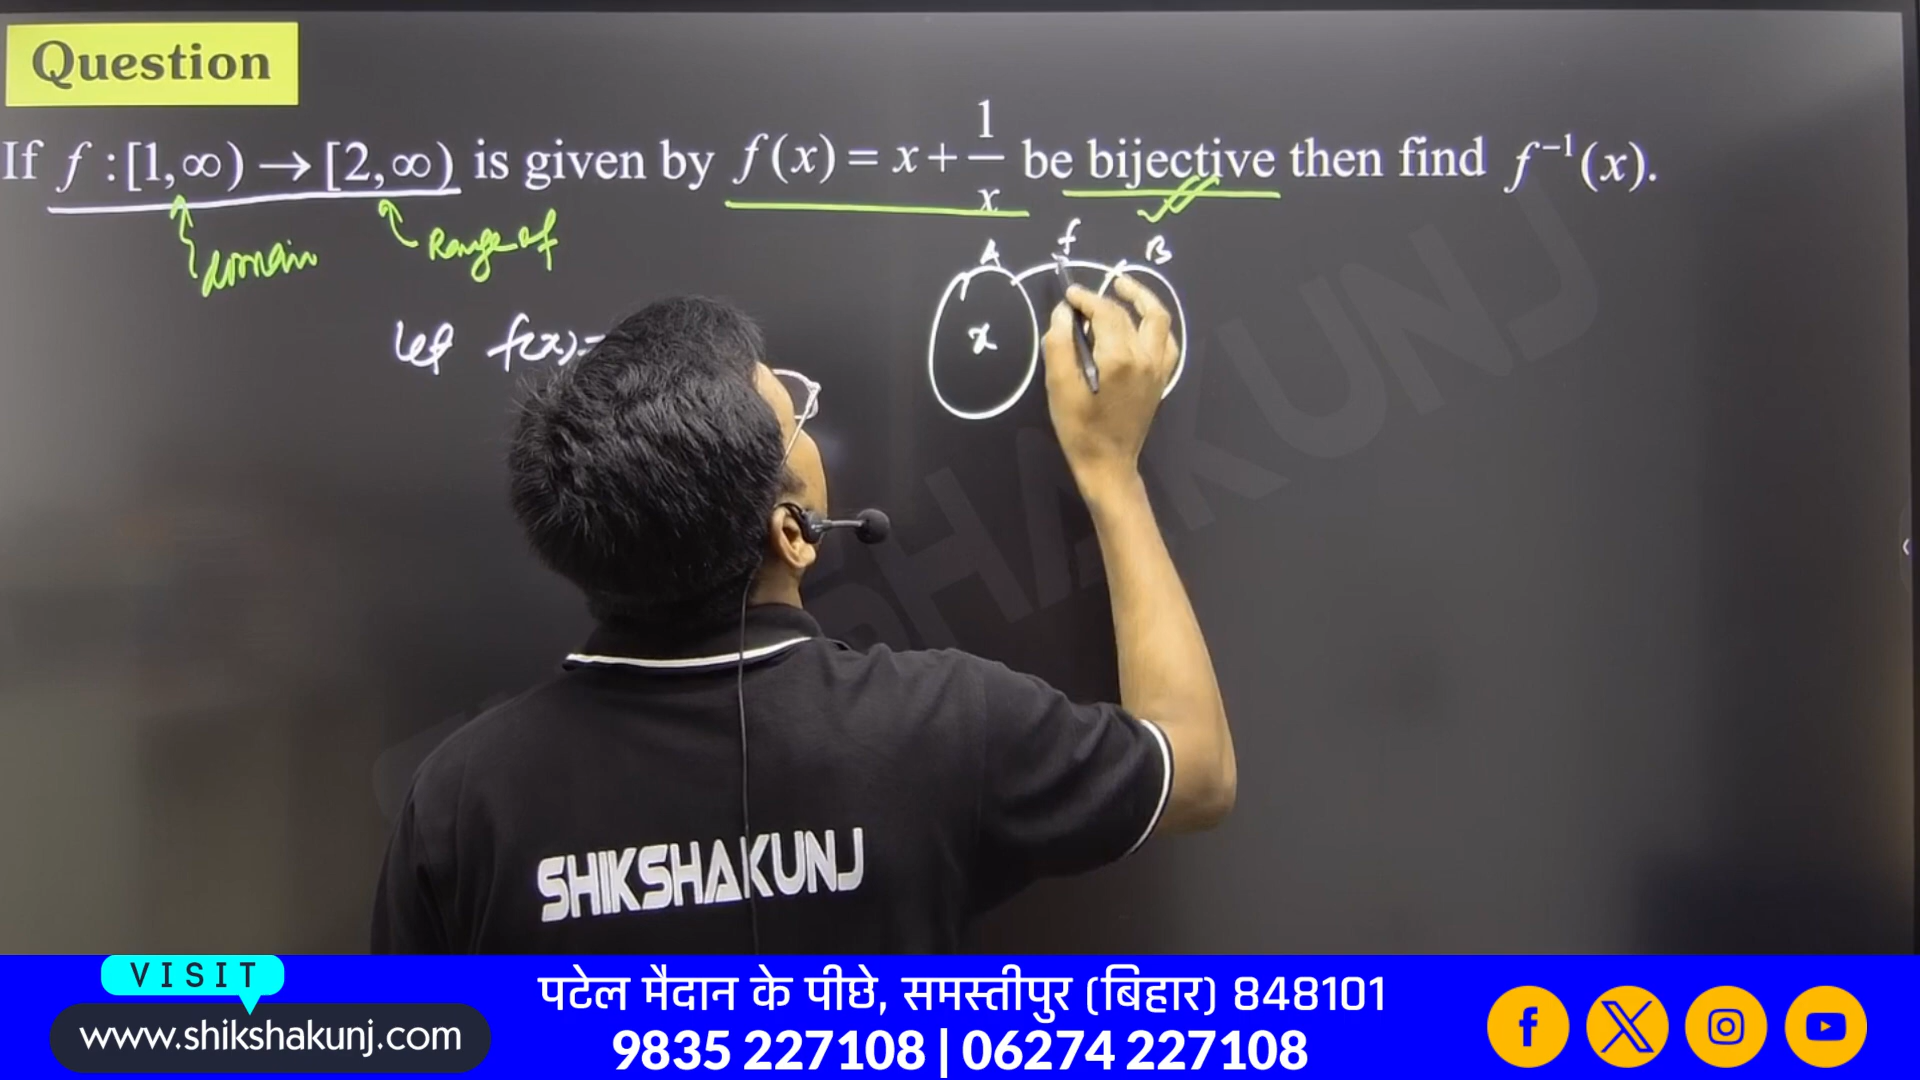 Question
If f : [1,∞) → [2,∞) is given by f(x) = x + 1/x be bijective then find f⁻¹(x).
domain
Range of
let f(x)=
A f B
x
SHIKSHAKUNJ
SHIKSHAKUNJ
VISIT
www.shikshakunj.com
पटेल मैदान के पीछे, समस्तीपुर (बिहार) 848101
9835 227108 | 06274 227108